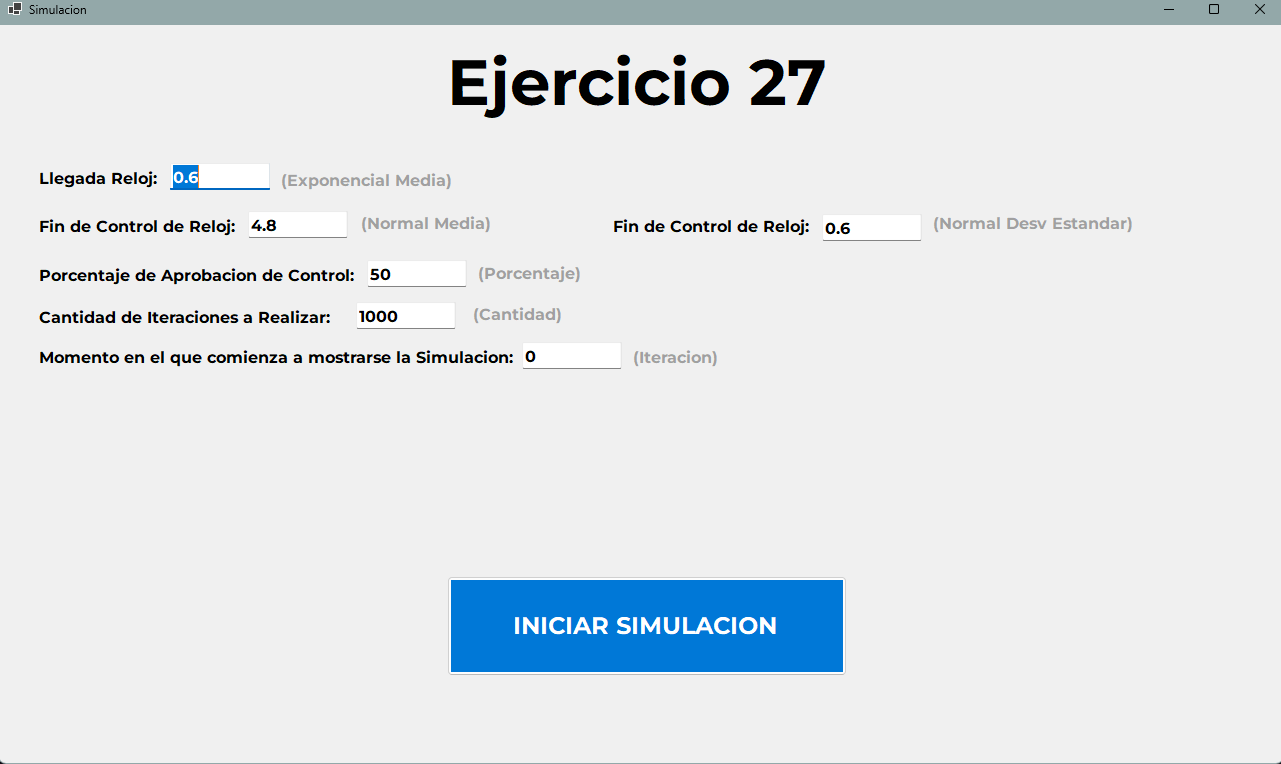 Simulacion
Ejercicio 27
Llegada Reloj: 0.6 (Exponencial Media)
Fin de Control de Reloj: 4.8 (Normal Media) Fin de Control de Reloj: 0.6 (Normal Desv Estandar)
Porcentaje de Aprobacion de Control: 50 (Porcentaje)
Cantidad de Iteraciones a Realizar: 1000 (Cantidad)
Momento en el que comienza a mostrarse la Simulacion: 0 (Iteracion)
INICIAR SIMULACION